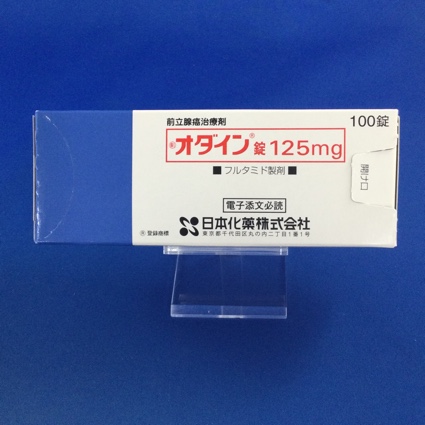 前立腺癌治療剤
100錠
®オダイン®錠125mg
■フルタミド製剤■
開け口
電子添文必読
日本化薬株式会社
東京都千代田区丸の内二丁目1番1号
®登録商標